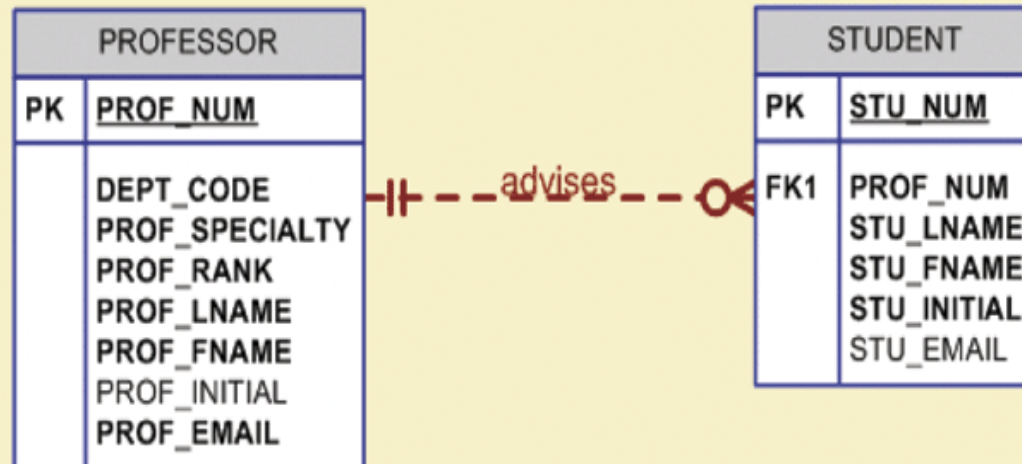 PROFESSOR
PK PROF_NUM
DEPT_CODE
PROF_SPECIALTY
PROF_RANK
PROF_LNAME
PROF_FNAME
PROF_INITIAL
PROF_EMAIL
advises
STUDENT
PK STU_NUM
FK1 PROF_NUM
STU_LNAME
STU_FNAME
STU_INITIAL
STU_EMAIL